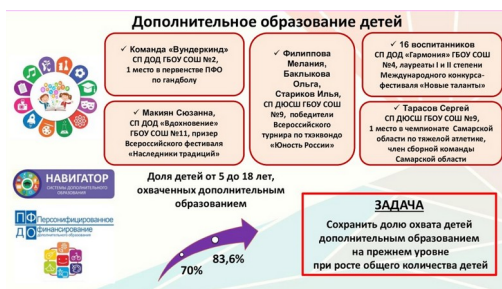 Дополнительное образование детей
✓ Команда «Вундеркинд»
СП ДОД ГБОУ СОШ №2,
1 место в первенстве ПФО
по гандболу
✓ Филиппова
Мелания,
Баклыкова
Ольга,
Стариков Илья,
СП ДЮСШ ГБОУ СОШ
№9, победители
Всероссийского
турнира по тхэквондо
«Юность России»
✓ 16 воспитанников
СП ДОД «Гармония» ГБОУ СОШ
№4, лауреаты I и II степени
Международного конкурса-
фестиваля «Новые таланты»
✓ Макиян Сюзанна,
СП ДОД «Вдохновение»
ГБОУ СОШ №11, призер
Всероссийского фестиваля
«Наследники традиций»
✓ Тарасов Сергей
СП ДЮСШ ГБОУ СОШ №9,
1 место в чемпионате Самарской
области по тяжелой атлетике,
член сборной команды
Самарской области
НАВИГАТОР
СИСТЕМЫ ДОПОЛНИТЕЛЬНОГО
ОБРАЗОВАНИЯ
ПФ Персонифицированное
ДО финансирование
дополнительного образования
Доля детей от 5 до 18 лет,
охваченных дополнительным
образованием
70%
83,6%
ЗАДАЧА
Сохранить долю охвата детей
дополнительным образованием
на прежнем уровне
при росте общего количества детей